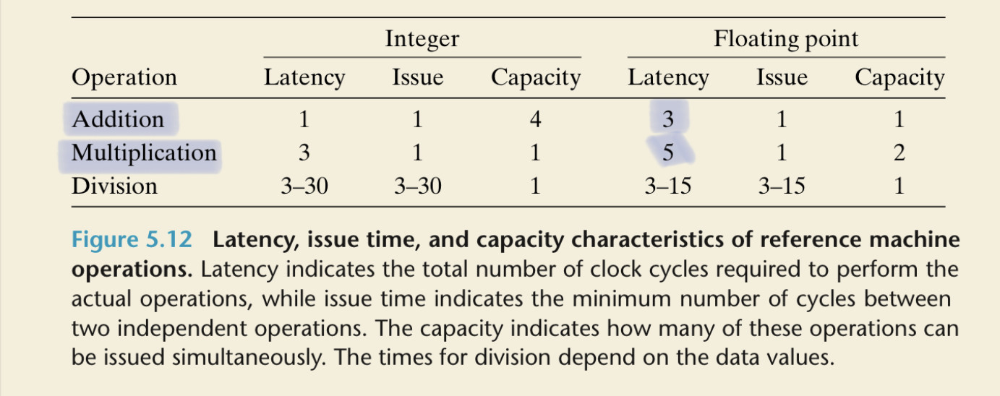 Integer Floating point
Operation Latency Issue Capacity Latency Issue Capacity
Addition 1 1 4 3 1 1
Multiplication 3 1 1 5 1 2
Division 3–30 3–30 1 3–15 3–15 1
Figure 5.12 Latency, issue time, and capacity characteristics of reference machine
operations. Latency indicates the total number of clock cycles required to perform the
actual operations, while issue time indicates the minimum number of cycles between
two independent operations. The capacity indicates how many of these operations can
be issued simultaneously. The times for division depend on the data values.